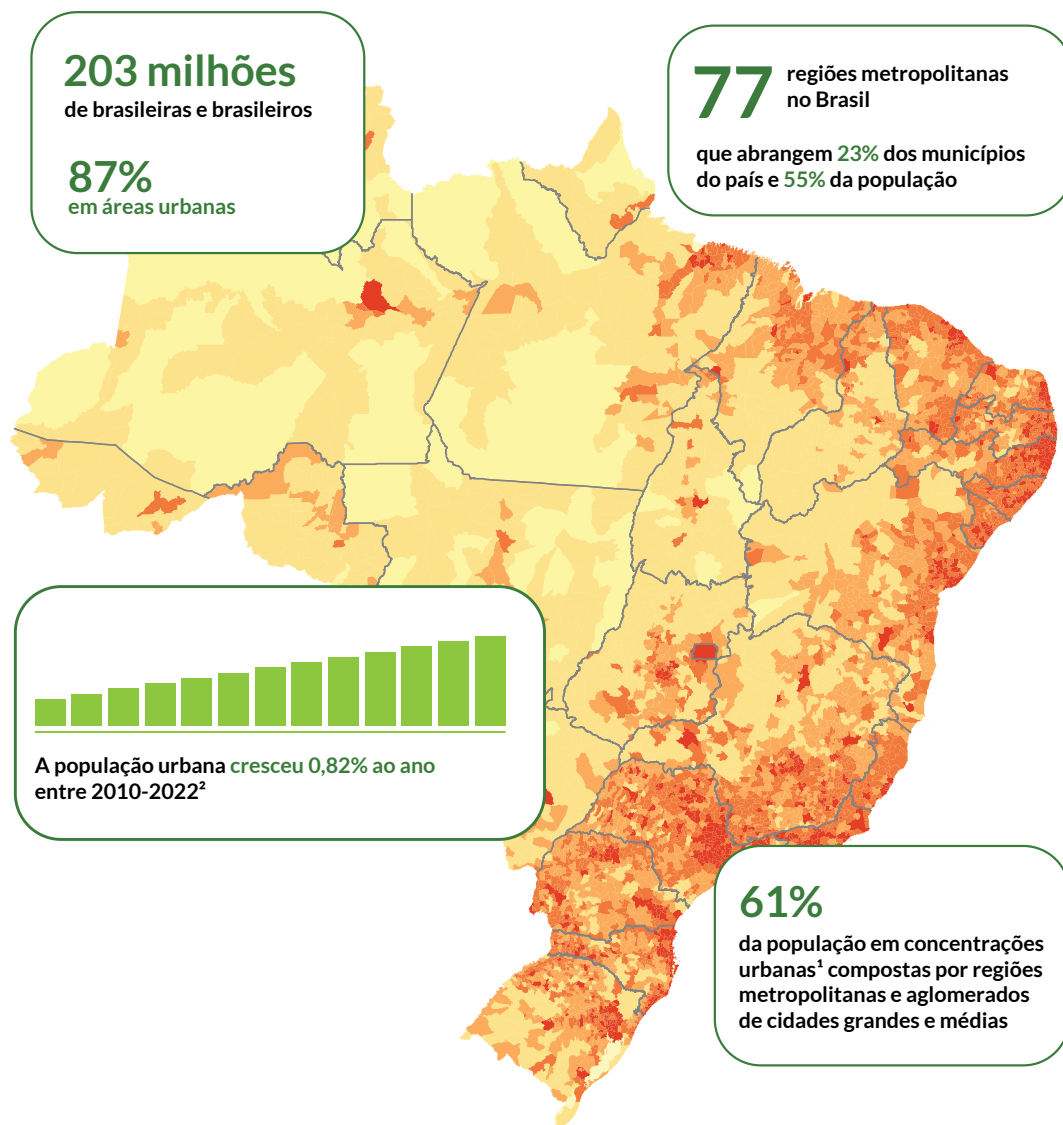 203 milhões
de brasileiras e brasileiros
87%
em áreas urbanas
77 regiões metropolitanas
no Brasil
que abrangem 23% dos municípios
do país e 55% da população
A população urbana cresceu 0,82% ao ano
entre 2010-2022²
61%
da população em concentrações
urbanas¹ compostas por regiões
metropolitanas e aglomerados
de cidades grandes e médias